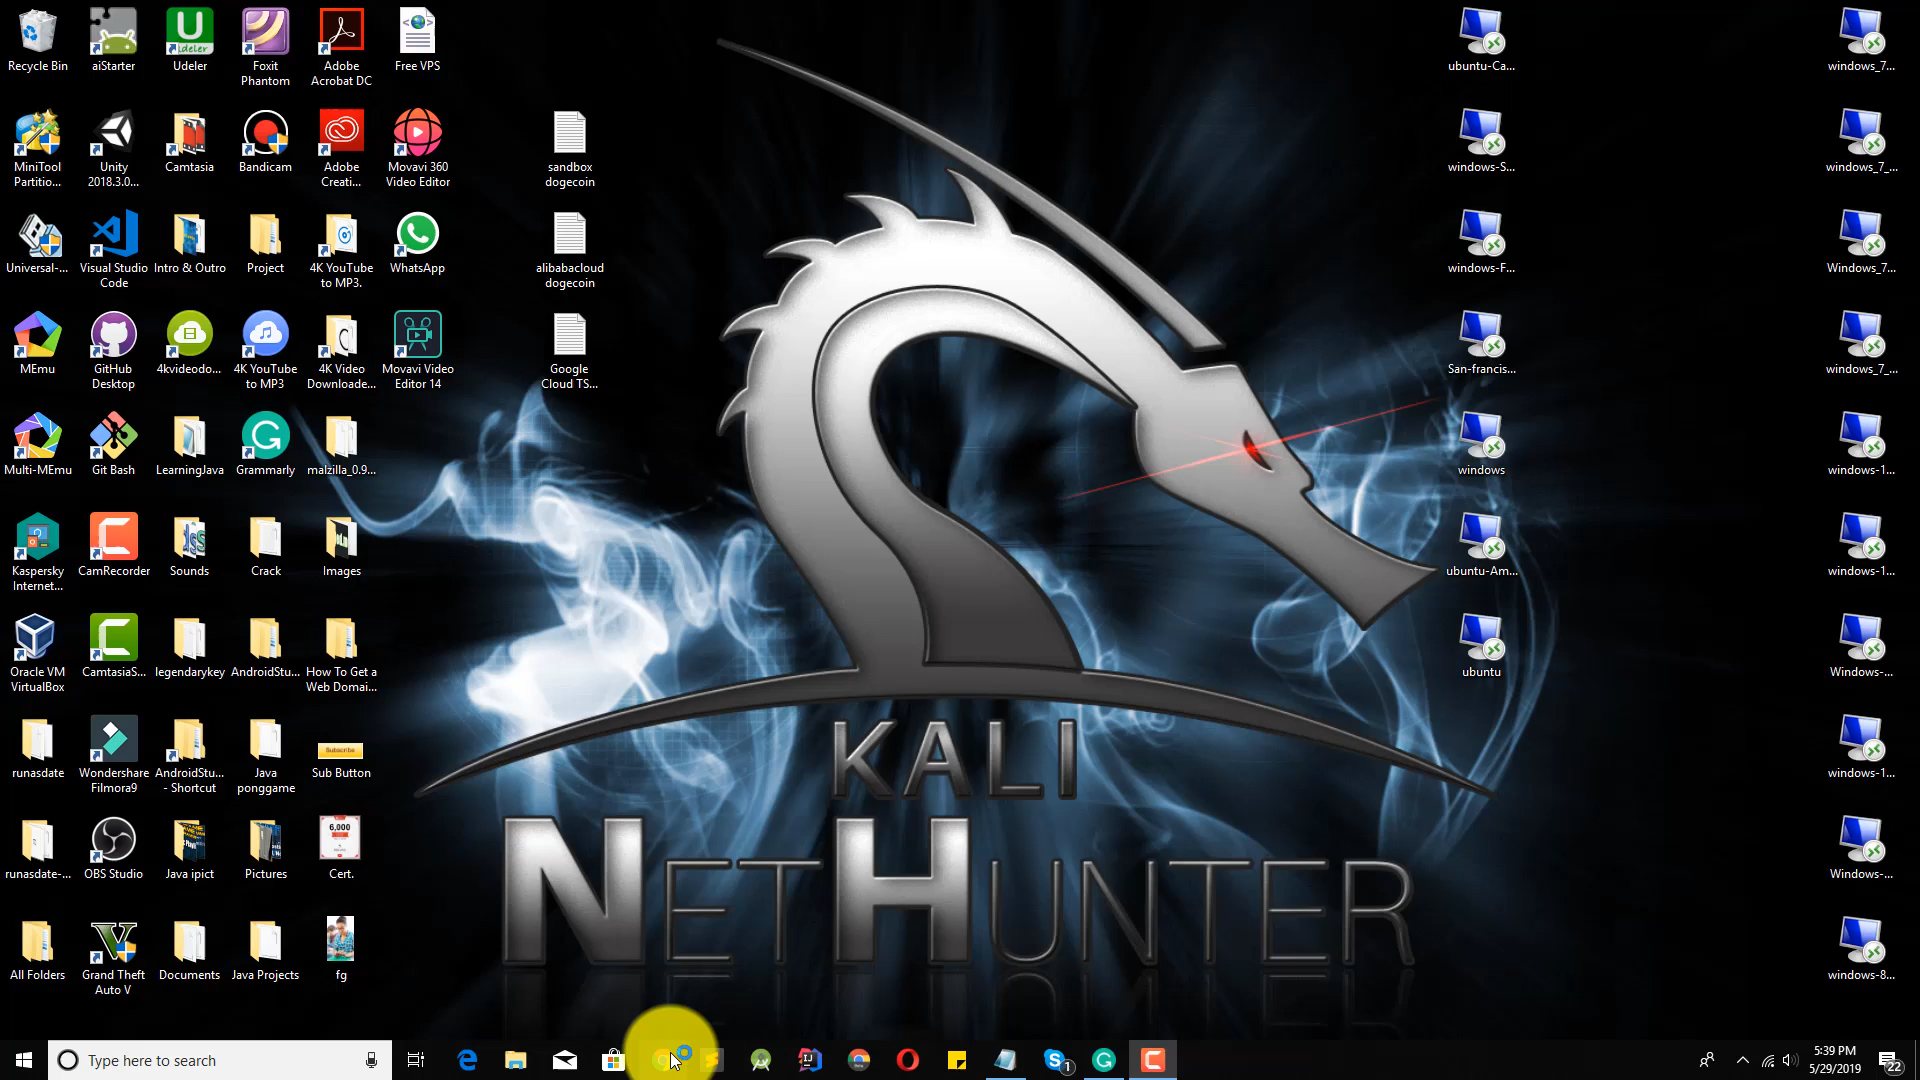 Recycle Bin
aiStarter
Udeler
Foxit
Phantom
Adobe
Acrobat DC
Free VPS
ubuntu-Ca...
windows_7...
MiniTool
Partitio...
Unity
2018.3.0...
Camtasia
Bandicam
Adobe
Creati...
Movavi 360
Video Editor
sandbox
dogecoin
windows-S...
windows_7_...
Universal-...
Visual Studio
Code
Intro & Outro
Project
4K YouTube
to MP3.
WhatsApp
alibabacloud
dogecoin
windows-F...
Windows_7...
MEmu
GitHub
Desktop
4kvideodo...
4K YouTube
to MP3
4K Video
Downloade...
Movavi Video
Editor 14
Google
Cloud TS...
San-francis...
windows_7_...
Multi-MEmu
Git Bash
LearningJava
Grammarly
malzilla_0.9...
windows
windows-1...
Kaspersky
Internet...
CamRecorder
Sounds
Crack
Images
ubuntu-Am...
windows-1...
Oracle VM
VirtualBox
CamtasiaS...
legendarykey
AndroidStu...
How To Get a
Web Domai...
ubuntu
Windows-...
runasdate
Wondershare
Filmora9
AndroidStu...
- Shortcut
Java
ponggame
Subscribe
Sub Button
windows-1...
KALI
NETHUNTER
runasdate-...
OBS Studio
Java ipict
Pictures
6,000
Cert.
Windows-...
All Folders
Grand Theft
Auto V
Documents
Java Projects
fg
windows-8...
Type here to search
1
5:39 PM
5/29/2019
22